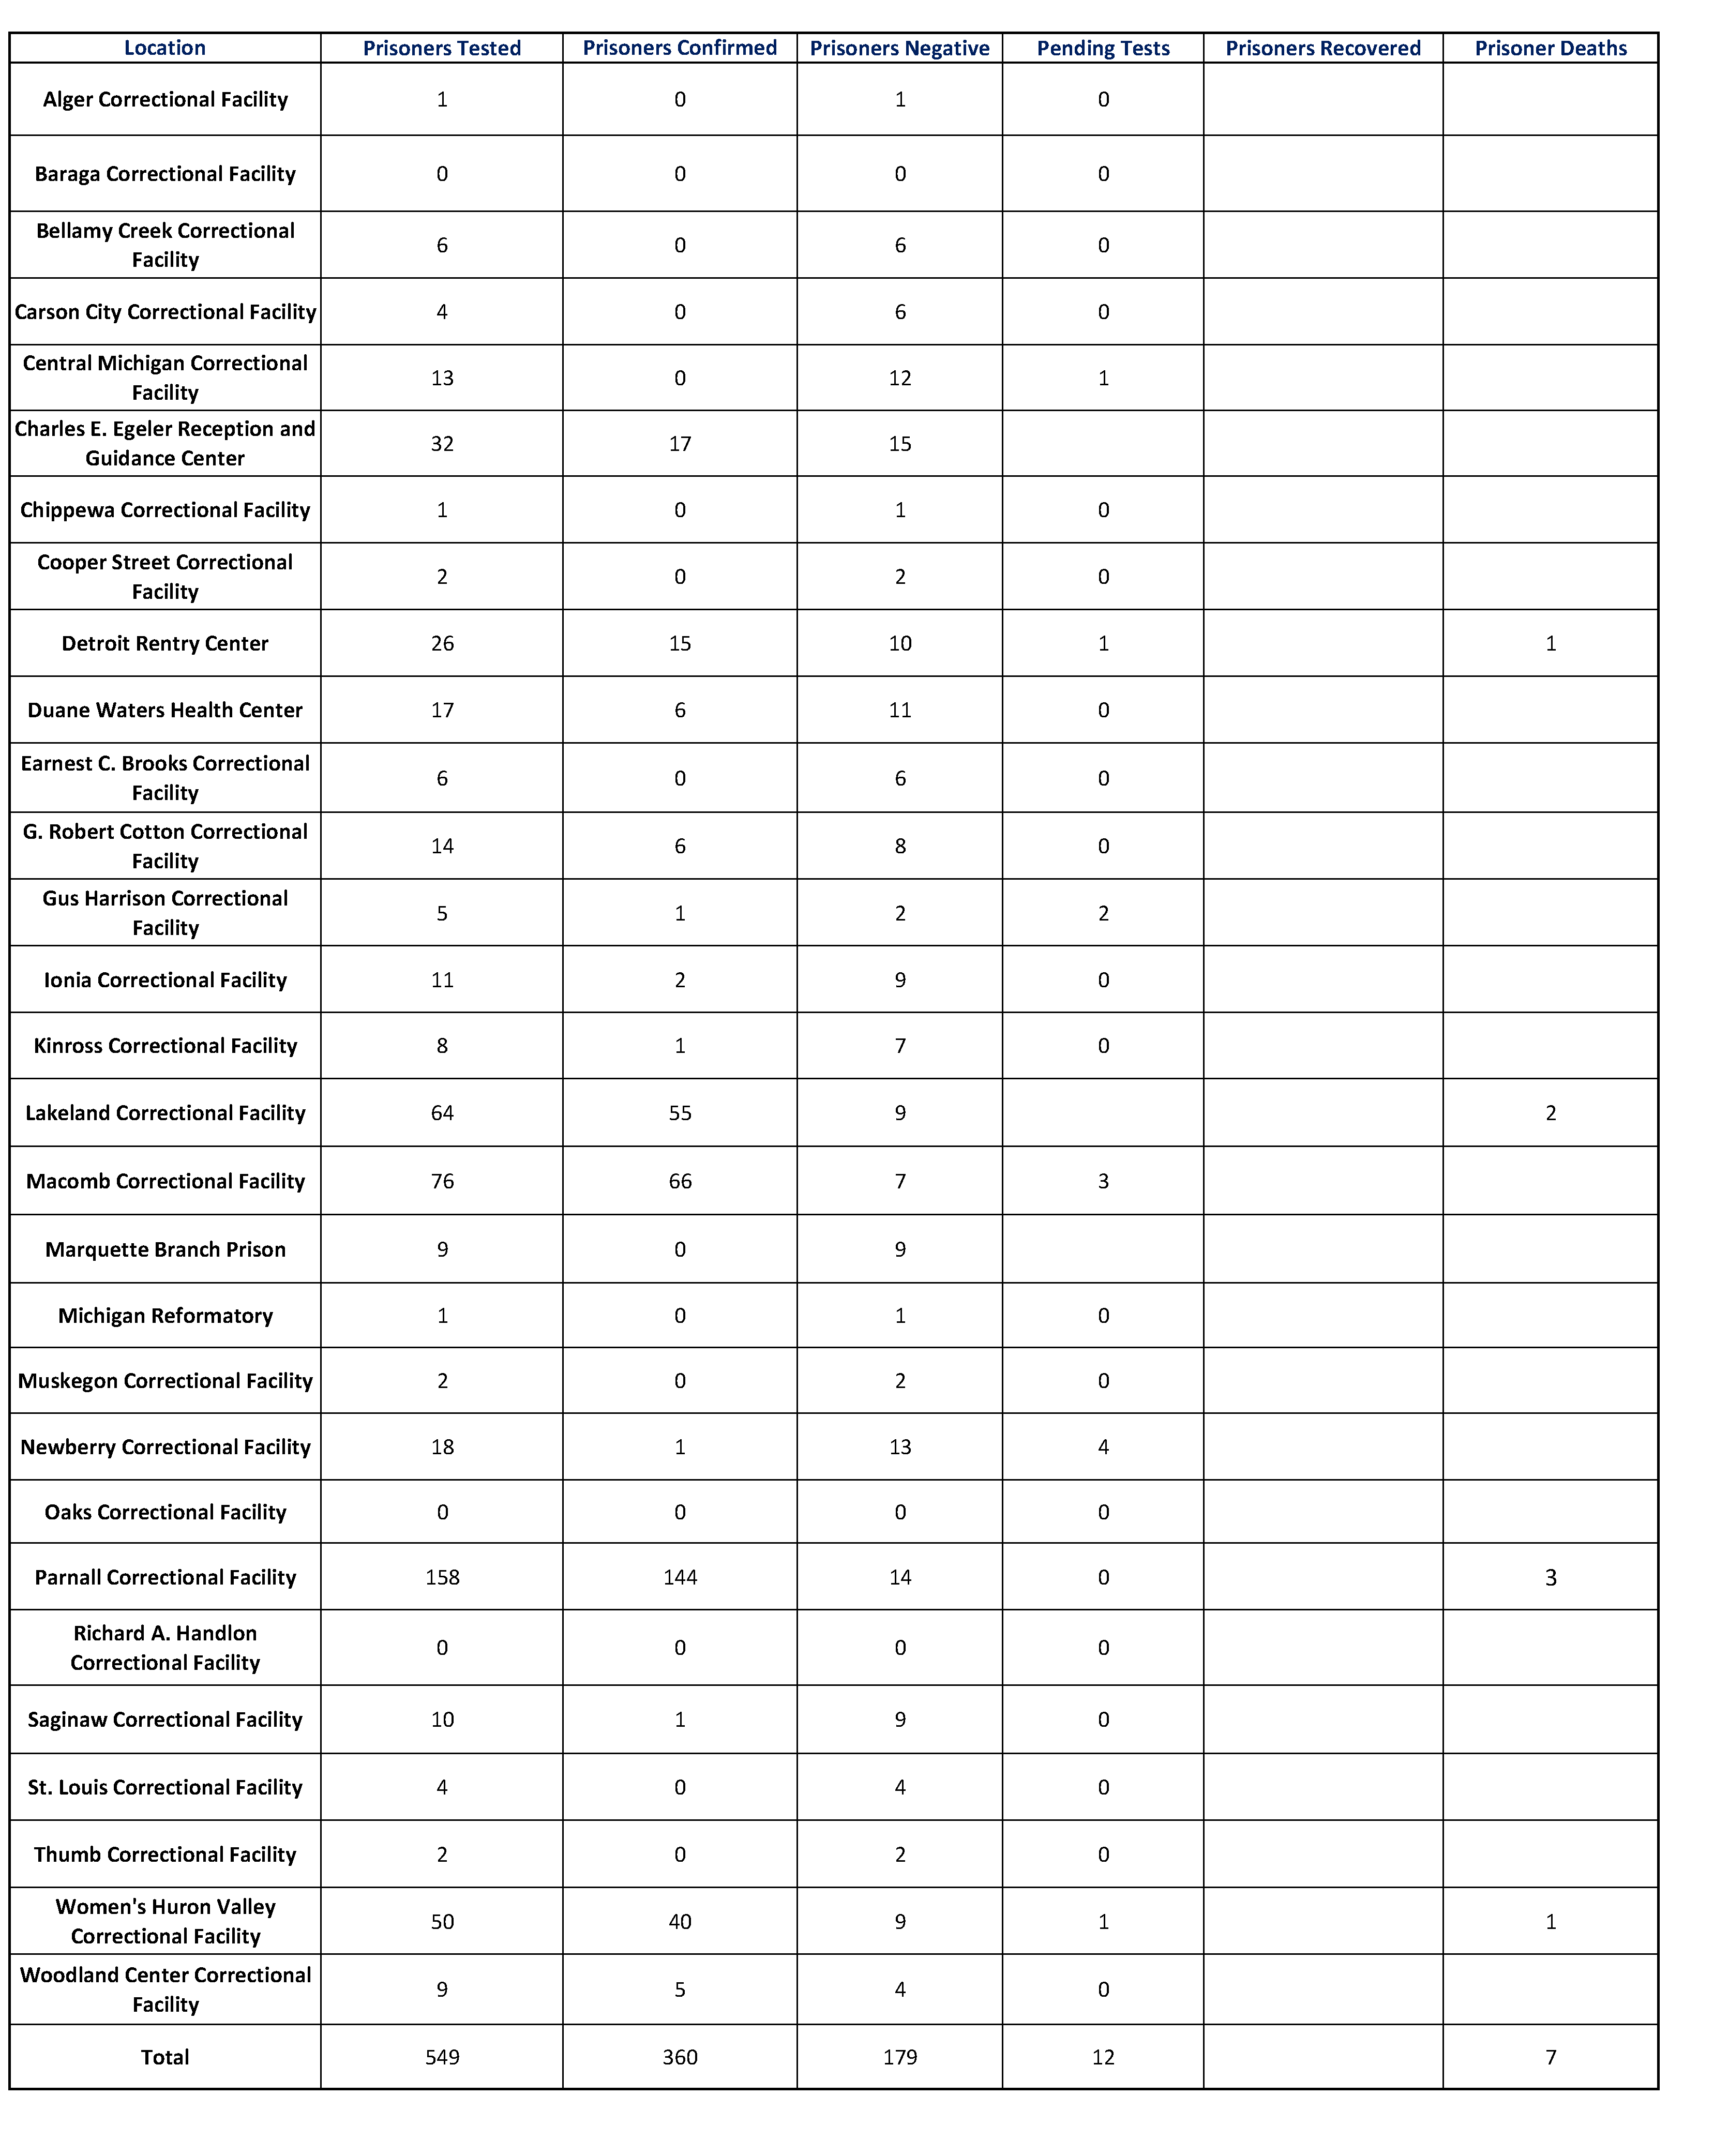 Location Prisoners Tested Prisoners Confirmed Prisoners Negative Pending Tests Prisoners Recovered Prisoner Deaths
Alger Correctional Facility 1 0 1 0
Baraga Correctional Facility 0 0 0 0
Bellamy Creek Correctional
Facility 6 0 6 0
Carson City Correctional Facility 4 0 6 0
Central Michigan Correctional
Facility 13 0 12 1
Charles E. Egeler Reception and
Guidance Center 32 17 15
Chippewa Correctional Facility 1 0 1 0
Cooper Street Correctional
Facility 2 0 2 0
Detroit Rentry Center 26 15 10 1 1
Duane Waters Health Center 17 6 11 0
Earnest C. Brooks Correctional
Facility 6 0 6 0
G. Robert Cotton Correctional
Facility 14 6 8 0
Gus Harrison Correctional
Facility 5 1 2 2
Ionia Correctional Facility 11 2 9 0
Kinross Correctional Facility 8 1 7 0
Lakeland Correctional Facility 64 55 9 2
Macomb Correctional Facility 76 66 7 3
Marquette Branch Prison 9 0 9
Michigan Reformatory 1 0 1 0
Muskegon Correctional Facility 2 0 2 0
Newberry Correctional Facility 18 1 13 4
Oaks Correctional Facility 0 0 0 0
Parnall Correctional Facility 158 144 14 0 3
Richard A. Handlon
Correctional Facility 0 0 0 0
Saginaw Correctional Facility 10 1 9 0
St. Louis Correctional Facility 4 0 4 0
Thumb Correctional Facility 2 0 2 0
Women's Huron Valley
Correctional Facility 50 40 9 1 1
Woodland Center Correctional
Facility 9 5 4 0
Total 549 360 179 12 7